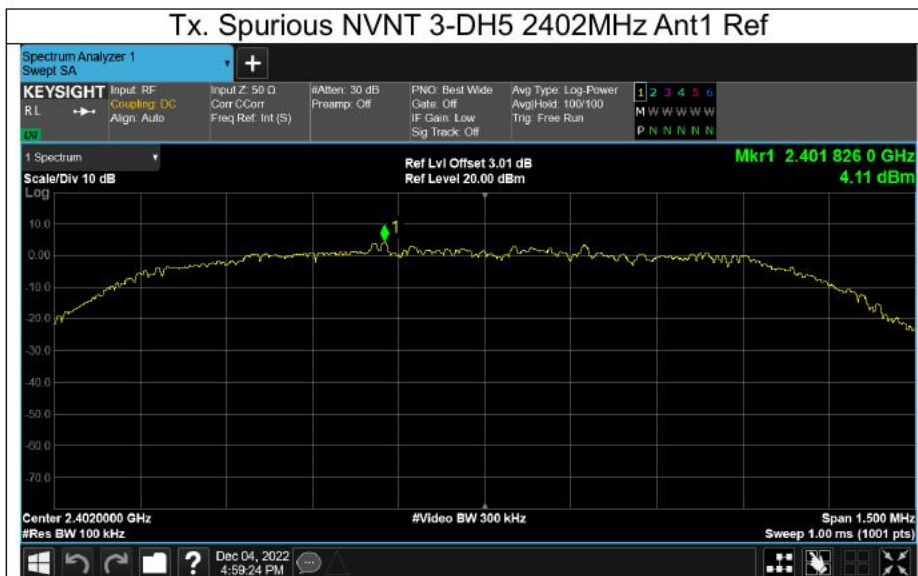 Tx. Spurious NVNT 3-DH5 2402MHz Ant1 Ref
Spectrum Analyzer 1
Swept SA
+
KEYSIGHT
RL
Input: RF
Coupling: DC
Align: Auto
Input Z: 50 Ω
Corr CCorr
Freq Ref: Int (S)
#Atten: 30 dB
Preamp: Off
PNO: Best Wide
Gate: Off
IF Gain: Low
Sig Track: Off
Avg Type: Log-Power
Avg|Hold: 100/100
Trig: Free Run
1 2 3 4 5 6
M W W W W W
P N N N N N
1 Spectrum
Scale/Div 10 dB
Ref Lvl Offset 3.01 dB
Ref Level 20.00 dBm
Mkr1 2.401 826 0 GHz
4.11 dBm
Log
1
10.0
0.00
-10.0
-20.0
-30.0
-40.0
-50.0
-60.0
-70.0
Center 2.4020000 GHz
#Video BW 300 kHz
Span 1.500 MHz
#Res BW 100 kHz
Sweep 1.00 ms (1001 pts)
?
Dec 04, 2022
4:59:24 PM